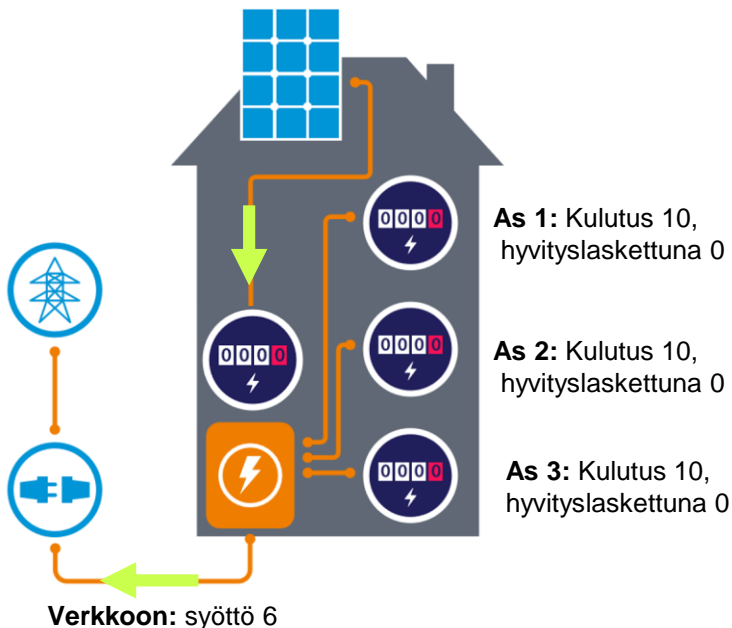 0000
As 1: Kulutus 10,
hyvityslaskettuna 0
0000
0000
As 2: Kulutus 10,
hyvityslaskettuna 0
0000
As 3: Kulutus 10,
hyvityslaskettuna 0
Verkkoon: syöttö 6